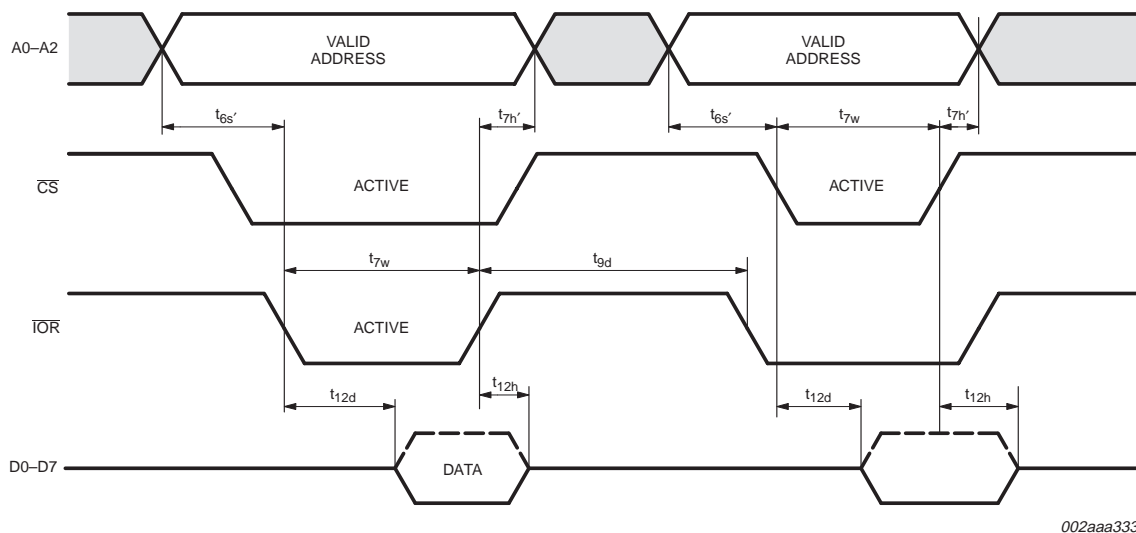 A0–A2
VALID
ADDRESS
VALID
ADDRESS
t6s′
t7h′
t6s′
t7w
t7h′
CS
ACTIVE
ACTIVE
t7w
t9d
IOR
ACTIVE
t12d
t12h
t12d
t12h
D0–D7
DATA
002aaa333